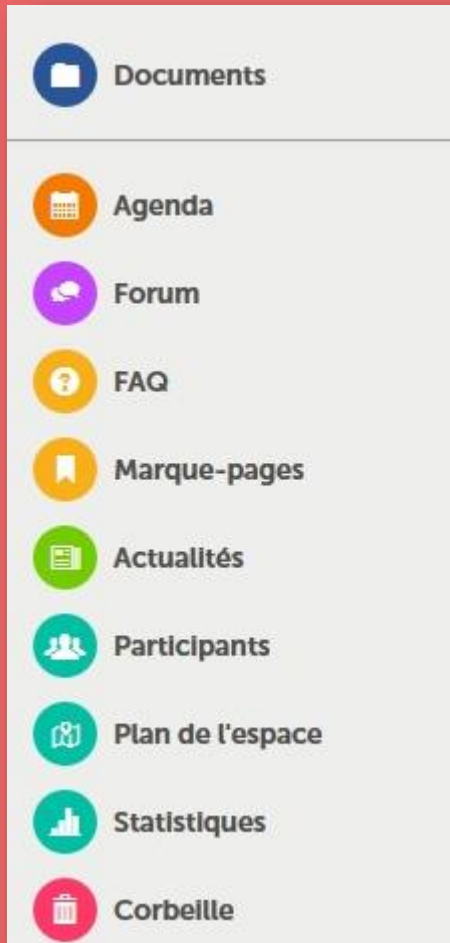 Documents
Agenda
Forum
FAQ
Marque-pages
Actualités
Participants
Plan de l'espace
Statistiques
Corbeille